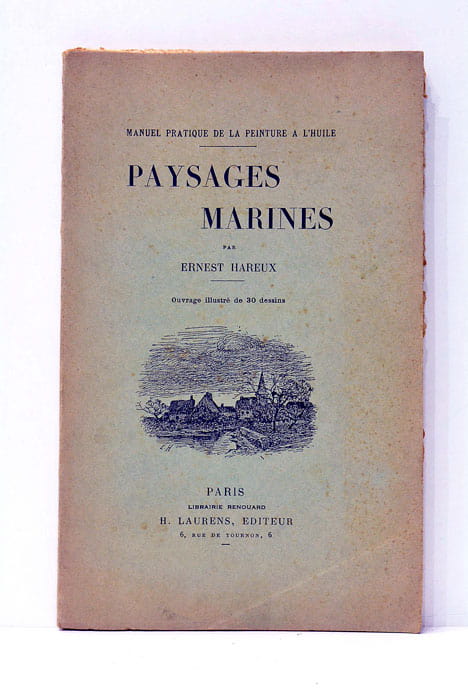 MANUEL PRATIQUE DE LA PEINTURE A L'HUILE
PAYSAGES
MARINES
PAR
ERNEST HAREUX
Ouvrage illustré de 30 dessins
E H
PARIS
LIBRAIRIE RENOUARD
H. LAURENS, EDITEUR
6, RUE DE TOURNON, 6